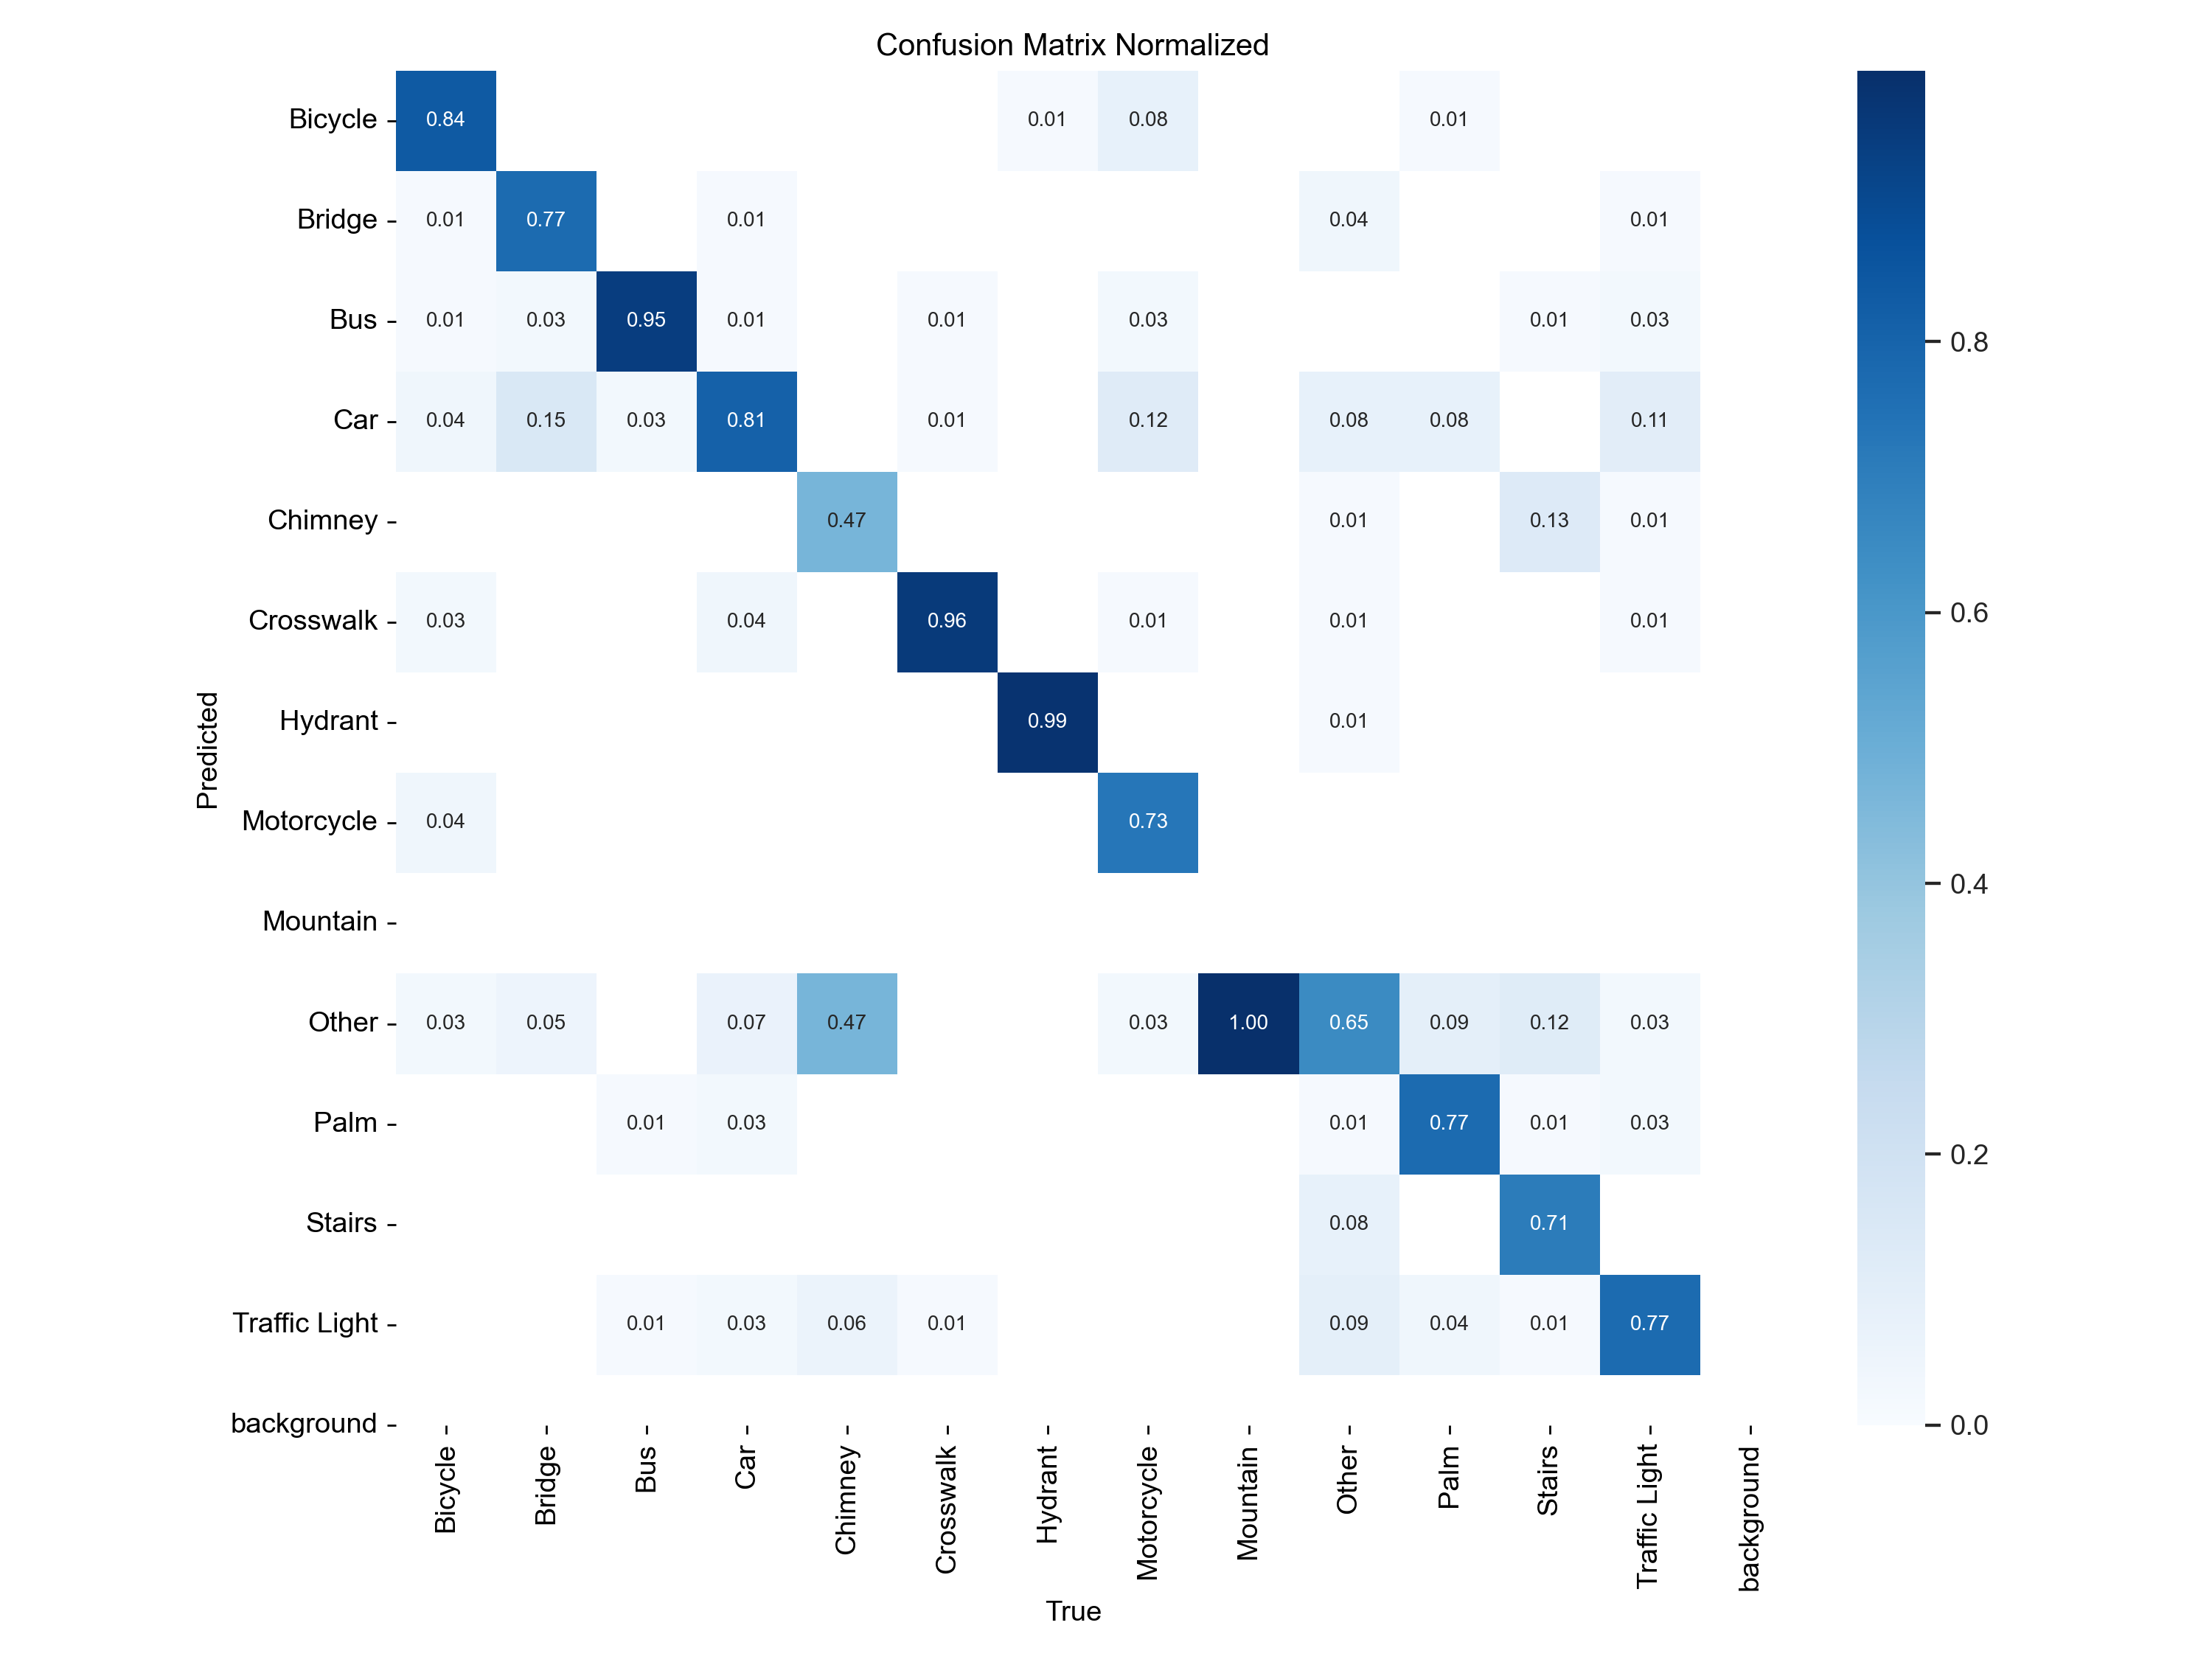 Confusion Matrix Normalized
Bicycle 0.84 0.01 0.08 0.01
Bridge 0.01 0.77 0.01 0.04 0.01
Bus 0.01 0.03 0.95 0.01 0.01 0.03 0.01 0.03
0.8
Car 0.04 0.15 0.03 0.81 0.01 0.12 0.08 0.08 0.11
Chimney 0.47 0.01 0.13 0.01
0.6
Crosswalk 0.03 0.04 0.96 0.01 0.01 0.01
Hydrant 0.99 0.01
Predicted
Motorcycle 0.04 0.73
0.4
Mountain
Other 0.03 0.05 0.07 0.47 0.03 1.00 0.65 0.09 0.12 0.03
Palm 0.01 0.03 0.01 0.77 0.01 0.03
0.2
Stairs 0.08 0.71
Traffic Light 0.01 0.03 0.06 0.01 0.09 0.04 0.01 0.77
background
0.0
Bicycle
Bridge
Bus
Car
Chimney
Crosswalk
Hydrant
Motorcycle
Mountain
Other
Palm
Stairs
Traffic Light
background
True